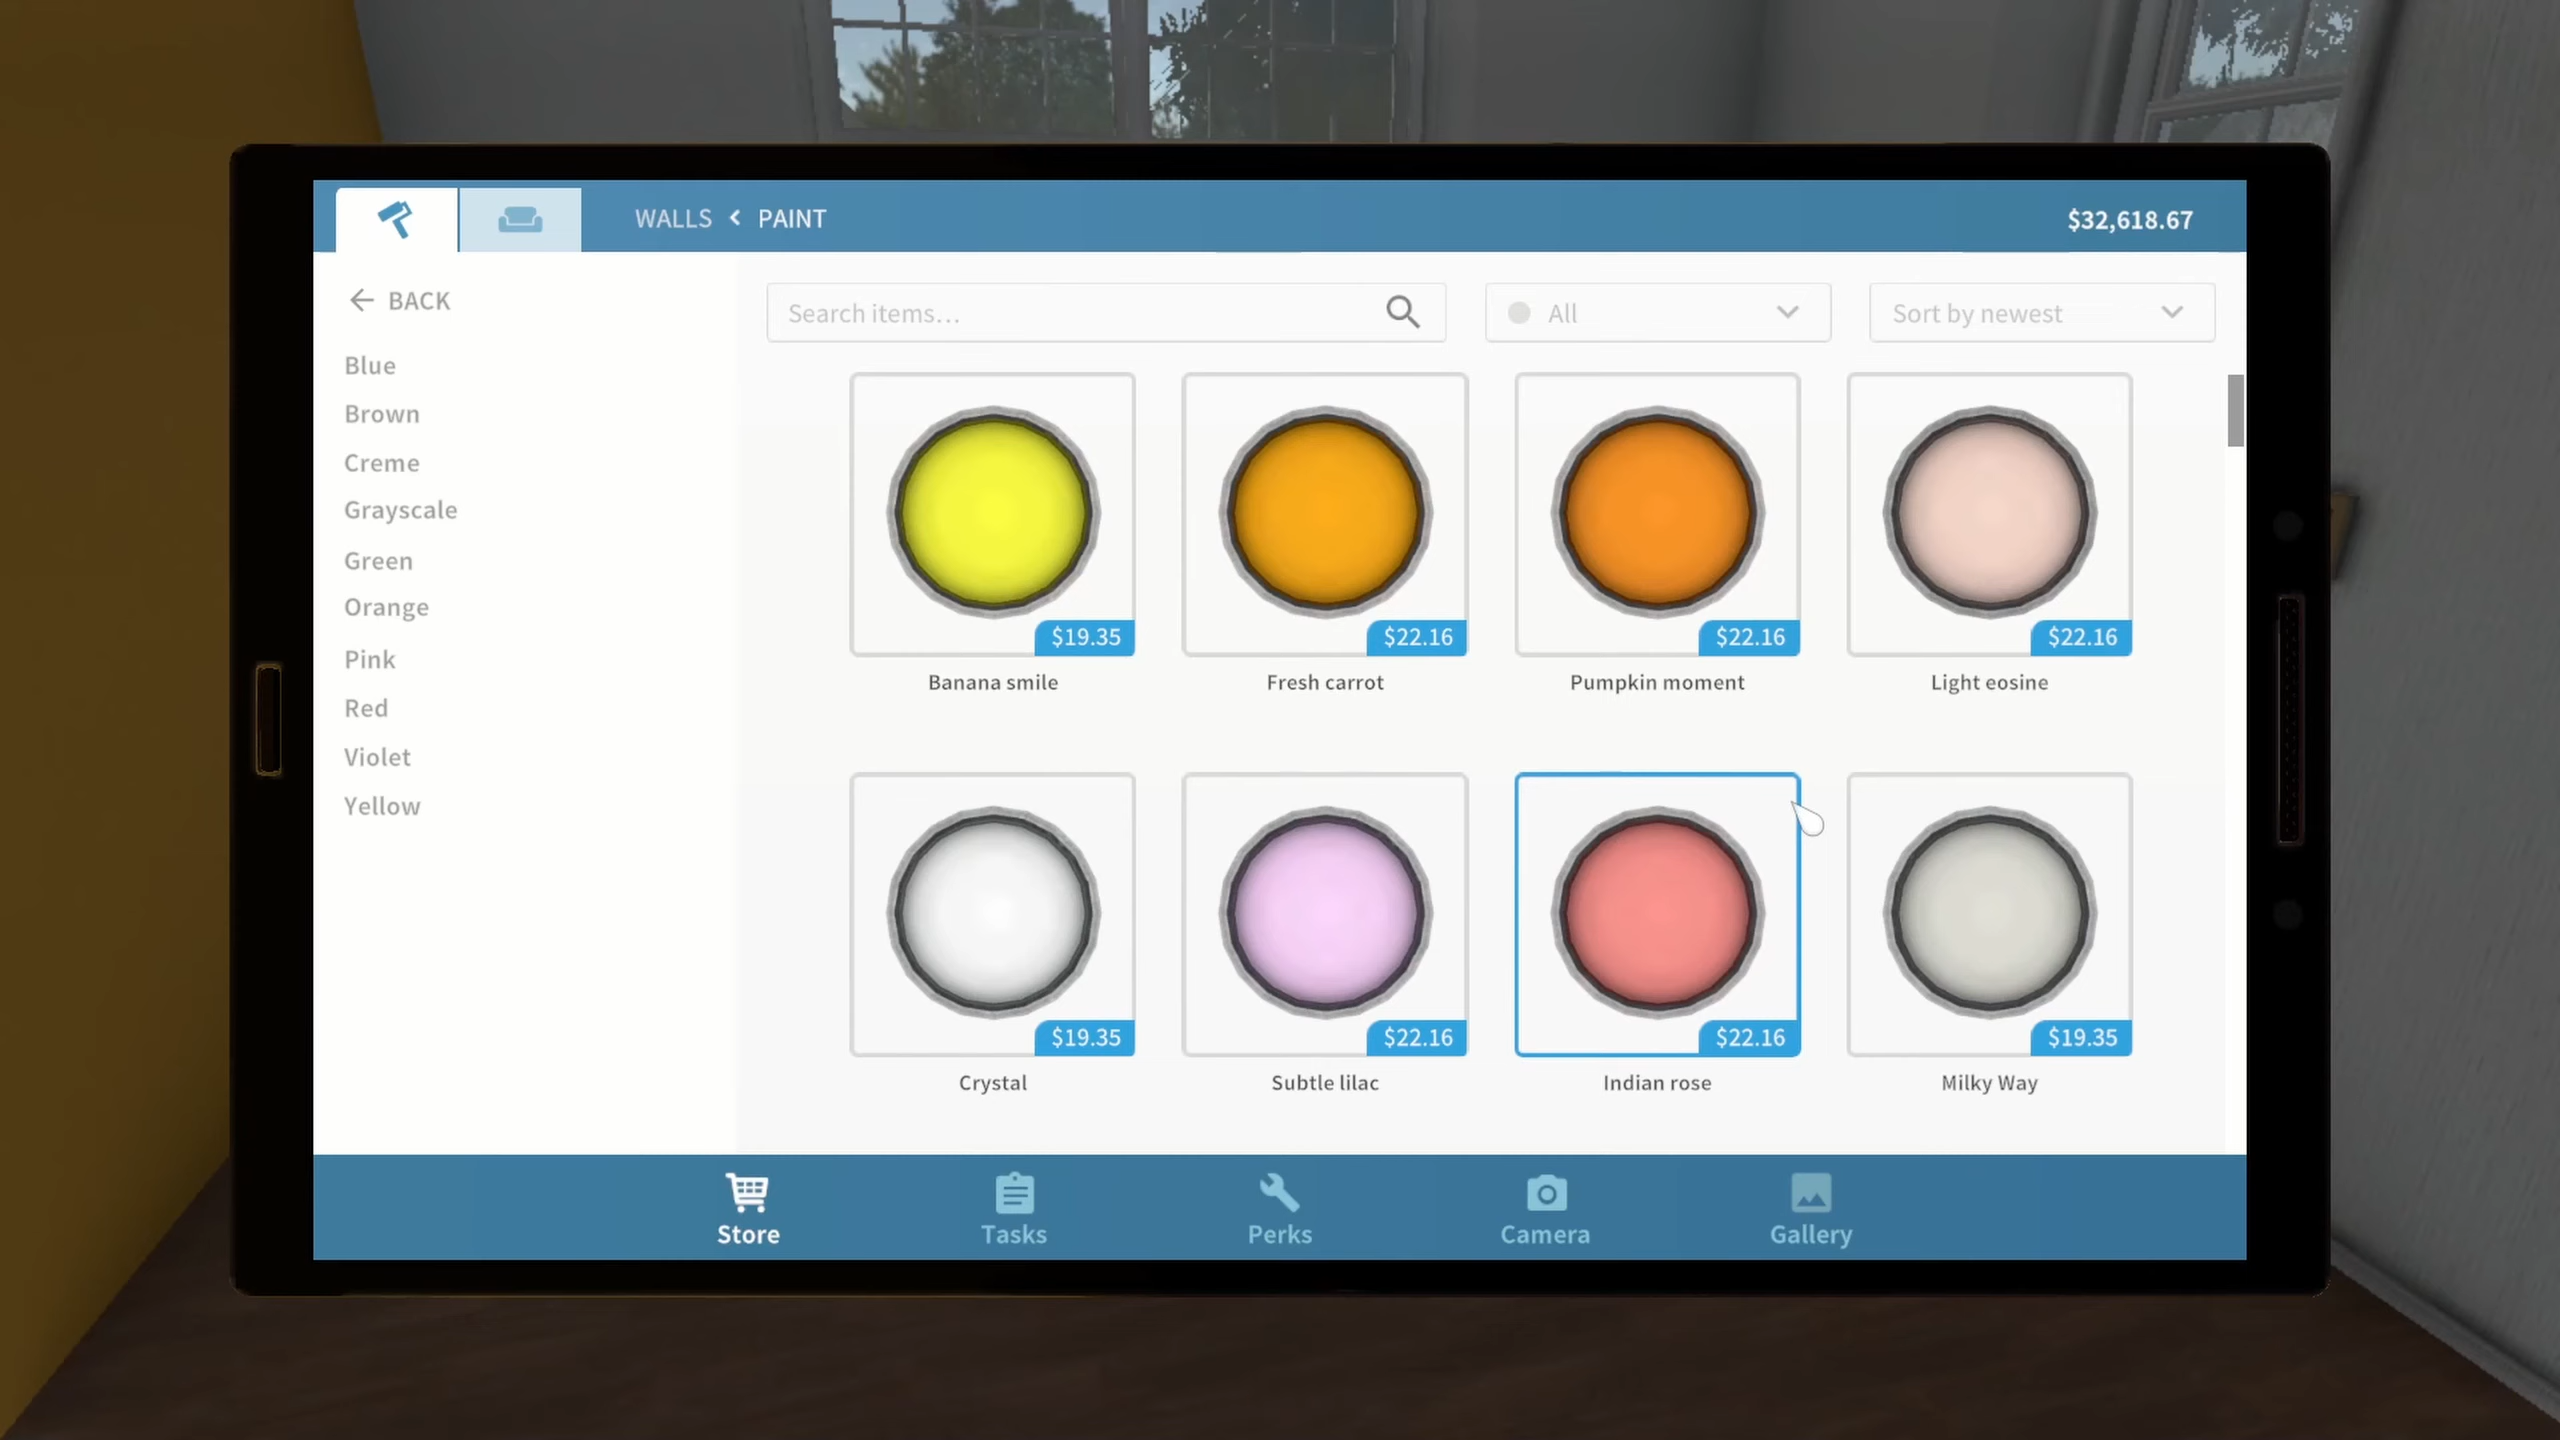 WALLS < PAINT
$32,618.67
BACK
Search items...
All
Sort by newest
Blue
Brown
Creme
Grayscale
Green
Orange
Pink
Red
Violet
Yellow
$19.35
$22.16
$22.16
$22.16
Banana smile
Fresh carrot
Pumpkin moment
Light eosine
$19.35
$22.16
$22.16
$19.35
Crystal
Subtle lilac
Indian rose
Milky Way
Store
Tasks
Perks
Camera
Gallery